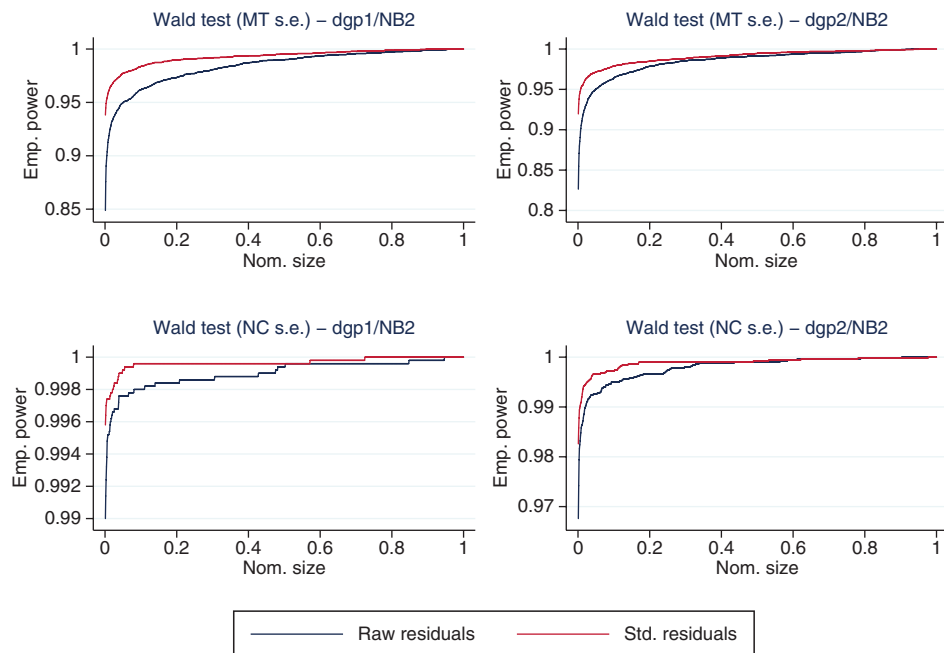 Wald test (MT s.e.) – dgp1/NB2
Emp. power
1
0.95
0.9
0.85
0 0.2 0.4 0.6 0.8 1
Nom. size
Wald test (MT s.e.) – dgp2/NB2
Emp. power
1
0.95
0.9
0.85
0.8
0 0.2 0.4 0.6 0.8 1
Nom. size
Wald test (NC s.e.) – dgp1/NB2
Emp. power
1
0.998
0.996
0.994
0.992
0.99
0 0.2 0.4 0.6 0.8 1
Nom. size
Wald test (NC s.e.) – dgp2/NB2
Emp. power
1
0.99
0.98
0.97
0 0.2 0.4 0.6 0.8 1
Nom. size
Raw residuals Std. residuals